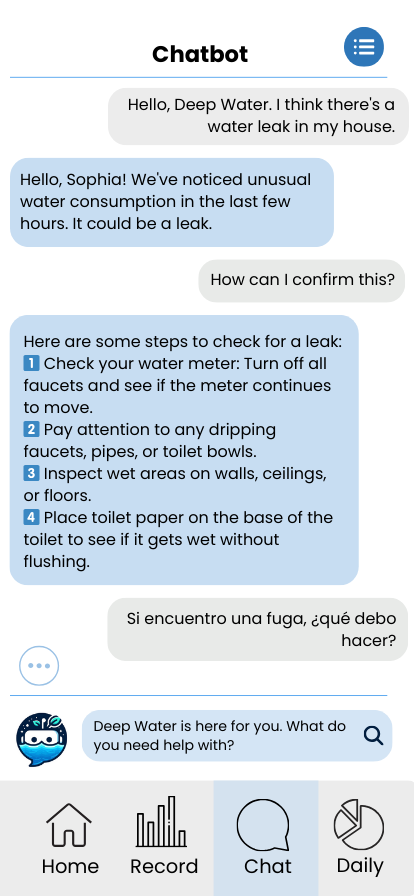 Chatbot
Hello, Deep Water. I think there's a
water leak in my house.
Hello, Sophia! We've noticed unusual
water consumption in the last few
hours. It could be a leak.
How can I confirm this?
Here are some steps to check for a leak:
1️⃣ Check your water meter: Turn off all
faucets and see if the meter continues
to move.
2️⃣ Pay attention to any dripping
faucets, pipes, or toilet bowls.
3️⃣ Inspect wet areas on walls, ceilings,
or floors.
4️⃣ Place toilet paper on the base of the
toilet to see if it gets wet without
flushing.
Si encuentro una fuga, ¿qué debo
hacer?
Deep Water is here for you. What do
you need help with?
Home Record Chat Daily